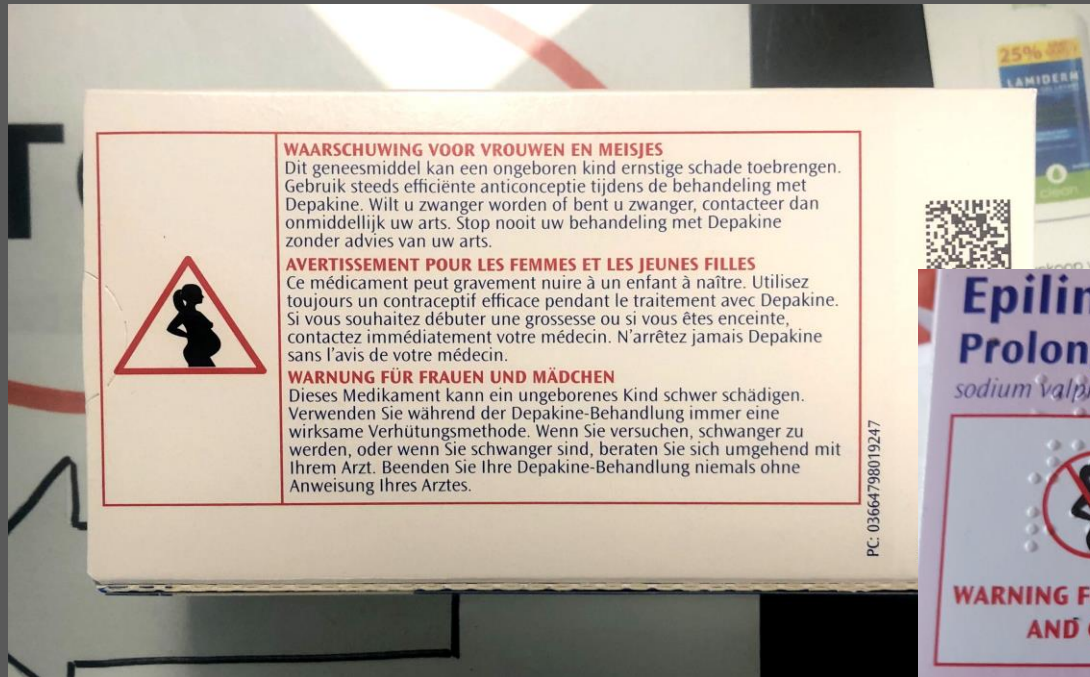 WAARSCHUWING VOOR VROUWEN EN MEISJES
Dit geneesmiddel kan een ongeboren kind ernstige schade toebrengen.
Gebruik steeds efficiënte anticonceptie tijdens de behandeling met
Depakine. Wilt u zwanger worden of bent u zwanger, contacteer dan
onmiddellijk uw arts. Stop nooit uw behandeling met Depakine
zonder advies van uw arts.
AVERTISSEMENT POUR LES FEMMES ET LES JEUNES FILLES
Ce médicament peut gravement nuire à un enfant à naître. Utilisez
toujours un contraceptif efficace pendant le traitement avec Depakine.
Si vous souhaitez débuter une grossesse ou si vous êtes enceinte,
contactez immédiatement votre médecin. N'arrêtez jamais Depakine
sans l'avis de votre médecin.
WARNUNG FÜR FRAUEN UND MÄDCHEN
Dieses Medikament kann ein ungeborenes Kind schwer schädigen.
Verwenden Sie während der Depakine-Behandlung immer eine
wirksame Verhütungsmethode. Wenn Sie versuchen, schwanger zu
werden, oder wenn Sie schwanger sind, beraten Sie sich umgehend mit
Ihrem Arzt. Beenden Sie Ihre Depakine-Behandlung niemals ohne
Anweisung Ihres Arztes.
PC: 03664798019247
25%
LAMIDERM
clean
Epilim
Prolon
sodium valp
WARNING F
AND